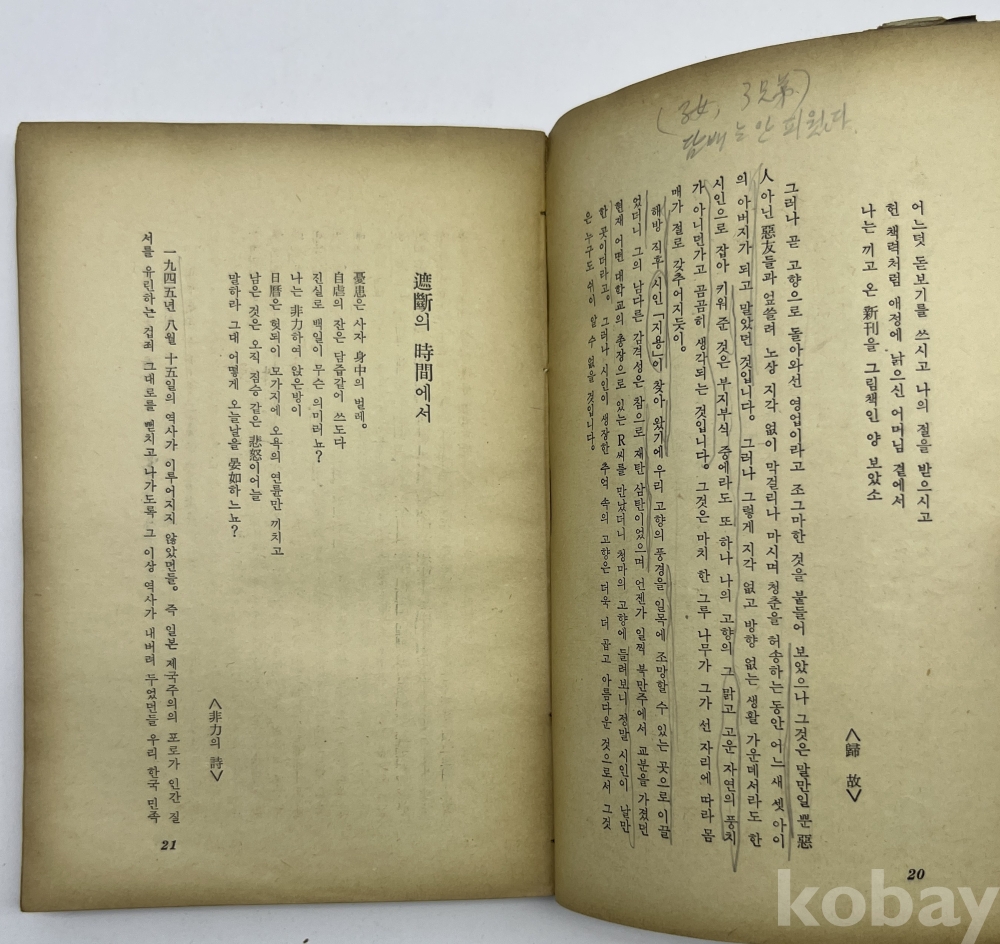 (3女, 3兄弟)
담배는 안 피웠다.
어느덧 돋보기를 쓰시고 나의 절을 받으시고
헌 책력처럼 애정에 낡으신 어머님 곁에서
나는 끼고 온 新刊을 그림책인 양 보았소
<歸 故>
그러나 곧 고향으로 돌아와선 영업이라고 조그마한 것을 붙들어 보았으나 그것은 말만일 뿐 惡
人 아닌 惡友들과 엎쓸려 노상 지각 없이 막걸리나 마시며 청춘을 허송하는 동안 어느 새 셋 아이
의 아버지가 되고 말았던 것입니다. 그러나 그렇게 지각 없고 방향 없는 생활 가운데서라도 한
시인으로 잡아 키워 준 것은 부지부식 중에라도 또 하나 나의 고향의 그 맑고 고운 자연의 풍치
가 아니면가고 곰곰히 생각되는 것입니다. 그것은 마치 한 그루 나무가 그가 선 자리에 따라 몸
매가 절로 갖추어지듯이.
해방 직후 시인 「지용」이 찾아 왔기에 우리 고향의 풍경을 일목에 조망할 수 있는 곳으로 이끌
었더니 그의 남다른 감격성은 참으로 재탄 삼탄이었으며 언젠가 일찍 북만주에서 교분을 가졌던
현재 어떤 대학교의 총장으로 있는 R씨를 만났더니 청마의 고향에 들려보니 정말 시인이 날만
한 곳이더라고. 그러나 시인이 생장한 추억 속의 고향은 더욱 더 곱고 아름다운 것으로서 그것
은 누구도 쉬이 알 수 없을 것입니다.
20
遮斷의 時間에서
憂患은 사자 身中의 벌레.
自虐의 잔은 담즙같이 쓰도다
진실로 백일이 무슨 의미러뇨?
나는 非力하여 앉은방이
日曆은 헛되이 모가지에 오욕의 연륜만 끼치고
남은 것은 오직 짐승 같은 悲怒이어늘
말하라 그대 어떻게 오늘날을 晏如하느뇨?
<非力의 詩>
一九四五년 八월 十五일의 역사가 이루어지지 않았던들. 즉 일본 제국주의의 포로가 인간 질
서를 유린하는 겁죄 그대로를 뻗치고 나가도록 그 이상 역사가 내버려 두었던들 우리 한국 민족
21
kobay